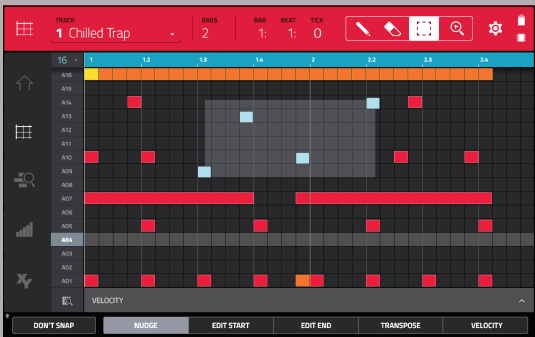 TRACK
1 Chilled Trap
BARS
2
BAR BEAT TICK
1: 1: 0
16 1 1.2 1.3 1.4 2 2.2 2.3 2.4
A16
A15
A14
A13
A12
A11
A10
A09
A08
A07
A06
A05
A04
A03
A02
A01
XY
VELOCITY
DON'T SNAP NUDGE EDIT START EDIT END TRANSPOSE VELOCITY